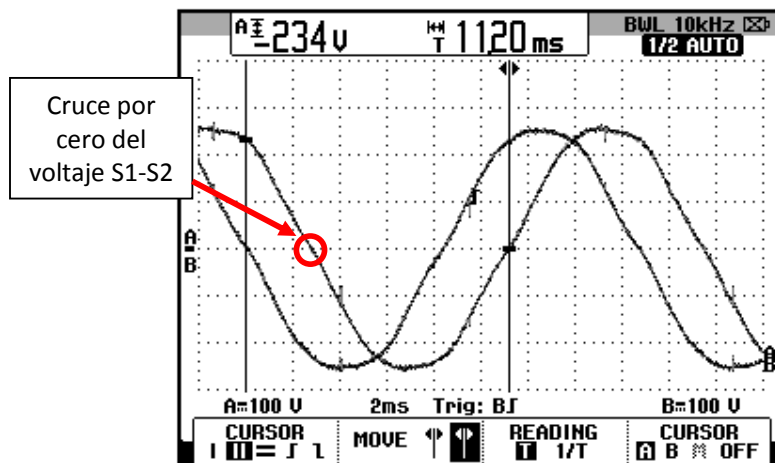 A -234 V
T 11,20 ms
BWL 10kHz
1/2 AUTO
Cruce por
cero del
voltaje S1-S2
A
B
A
B
A=100 V 2ms Trig: B B=100 V
CURSOR
MOVE
READING
T 1/T
CURSOR
A B OFF